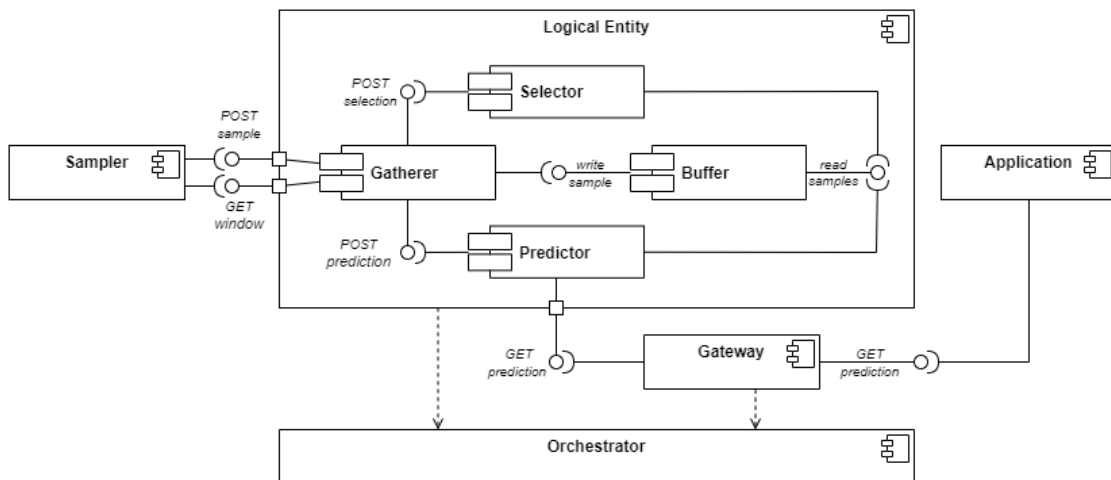 Logical Entity
POST
selection
Selector
POST
sample
Sampler
Gatherer
write
sample
Buffer
read
samples
Application
GET
window
POST
prediction
Predictor
GET
prediction
Gateway
GET
prediction
Orchestrator